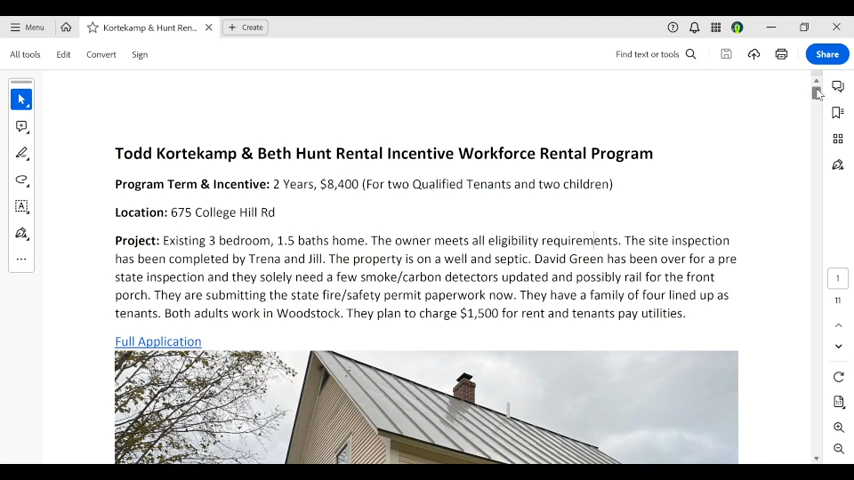 Menu
Kortekamp & Hunt Ren...
Create
All tools
Edit
Convert
Sign
Find text or tools
Share
Todd Kortekamp & Beth Hunt Rental Incentive Workforce Rental Program
Program Term & Incentive: 2 Years, $8,400 (For two Qualified Tenants and two children)
Location: 675 College Hill Rd
Project: Existing 3 bedroom, 1.5 baths home. The owner meets all eligibility requirements. The site inspection
has been completed by Trena and Jill. The property is on a well and septic. David Green has been over for a pre
state inspection and they solely need a few smoke/carbon detectors updated and possibly rail for the front
porch. They are submitting the state fire/safety permit paperwork now. They have a family of four lined up as
tenants. Both adults work in Woodstock. They plan to charge $1,500 for rent and tenants pay utilities.
Full Application
1
11